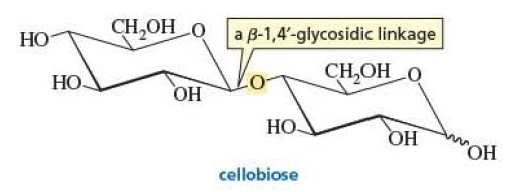 CH₂OH
HO
O
a β-1,4′-glycosidic linkage
HO
OH
O
CH₂OH
O
HO
OH
OH
cellobiose